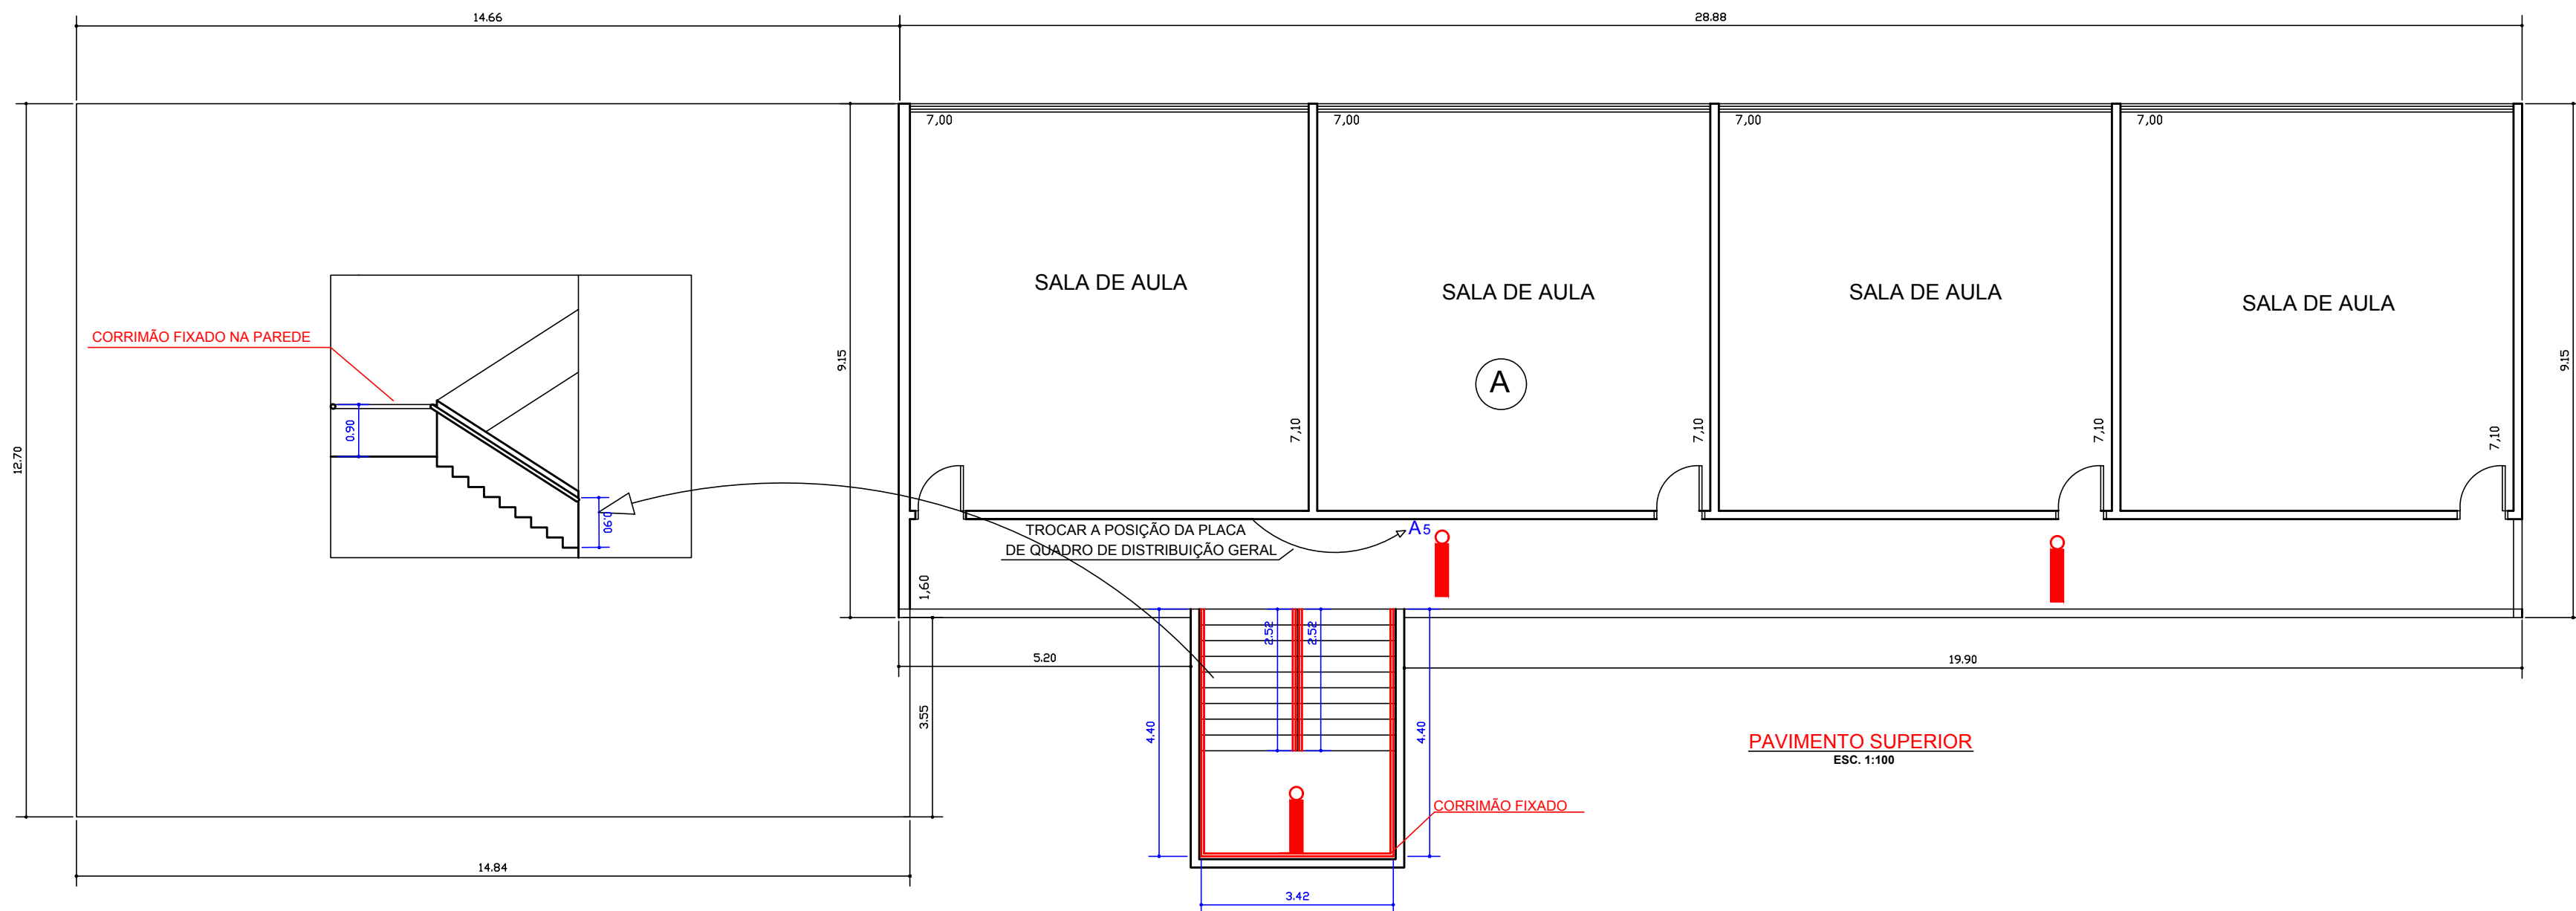 14.66
28.88
7,00
7,00
7,00
7,00
SALA DE AULA
SALA DE AULA
SALA DE AULA
SALA DE AULA
CORRIMÃO FIXADO NA PAREDE
9.15
9.15
A
0.90
7,10
7,10
7,10
7,10
12.70
0.90
TROCAR A POSIÇÃO DA PLACA
DE QUADRO DE DISTRIBUIÇÃO GERAL
A5
1,60
2.52
2.52
5.20
19.90
3.55
4.40
4.40
PAVIMENTO SUPERIOR
ESC. 1:100
CORRIMÃO FIXADO
14.84
3.42